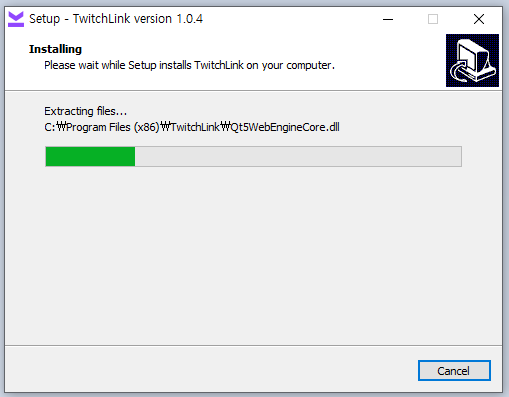 Setup - TwitchLink version 1.0.4
Installing
Please wait while Setup installs TwitchLink on your computer.
Extracting files...
C:₩Program Files (x86)₩TwitchLink₩Qt5WebEngineCore.dll
Cancel